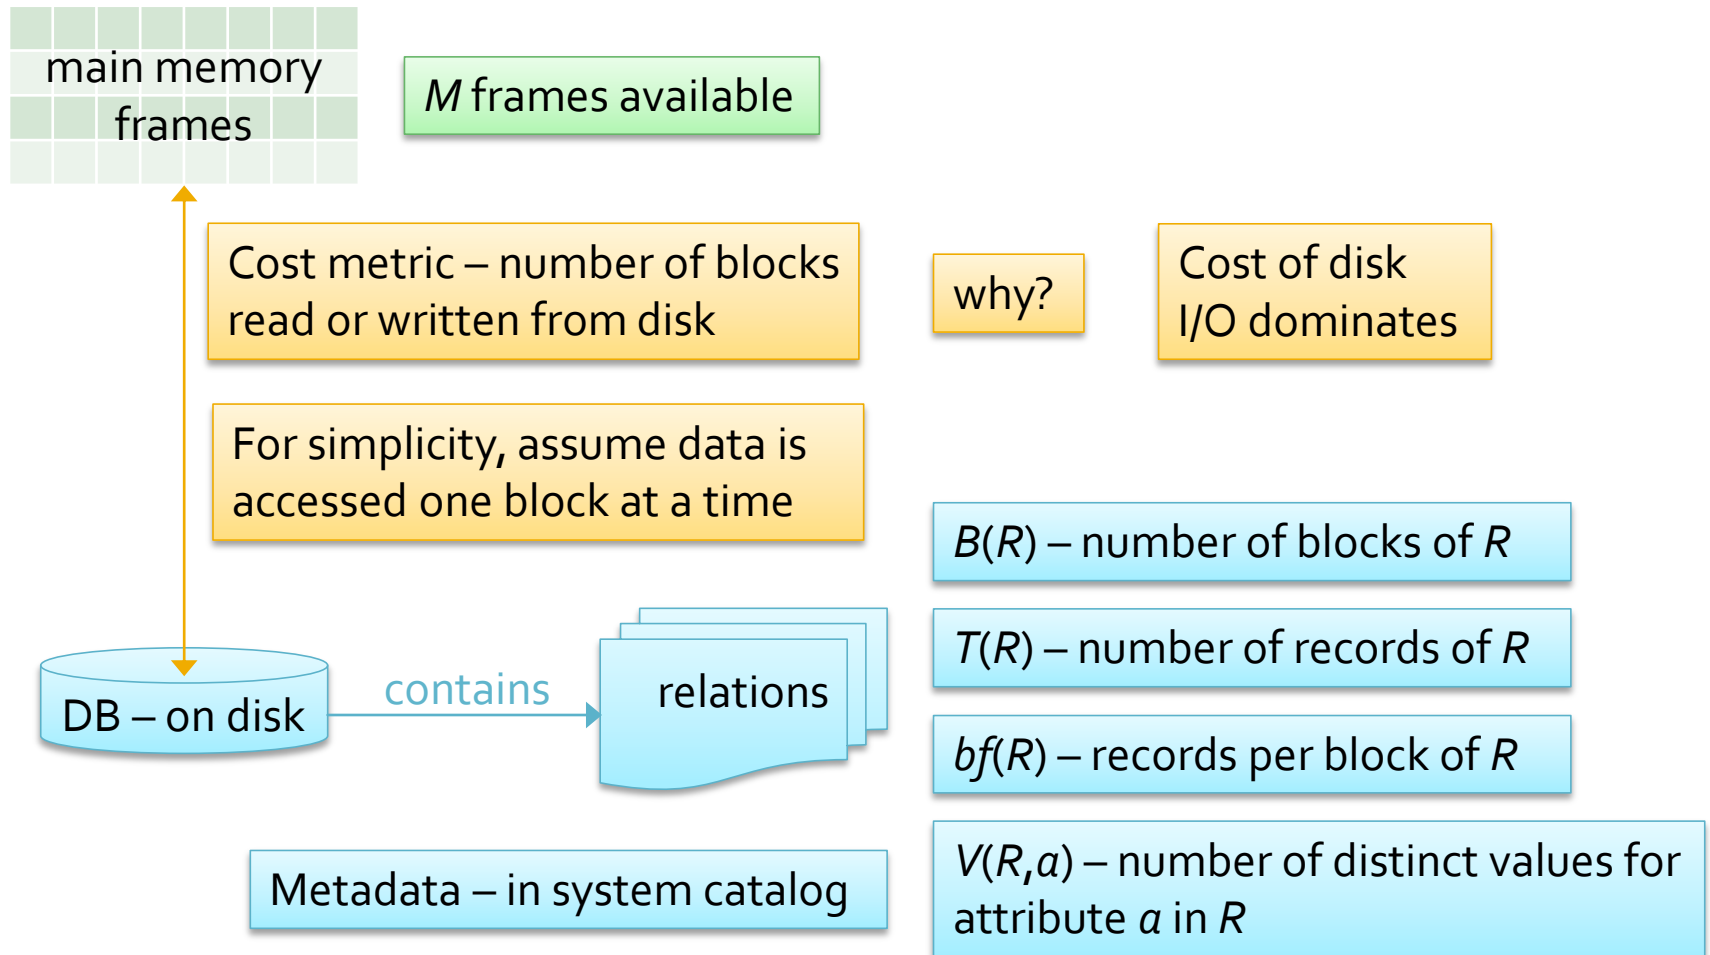 main memory
frames
M frames available
Cost metric – number of blocks
read or written from disk
why?
Cost of disk
I/O dominates
For simplicity, assume data is
accessed one block at a time
B(R) – number of blocks of R
T(R) – number of records of R
DB – on disk
contains
relations
bf(R) – records per block of R
Metadata – in system catalog
V(R,a) – number of distinct values for
attribute a in R